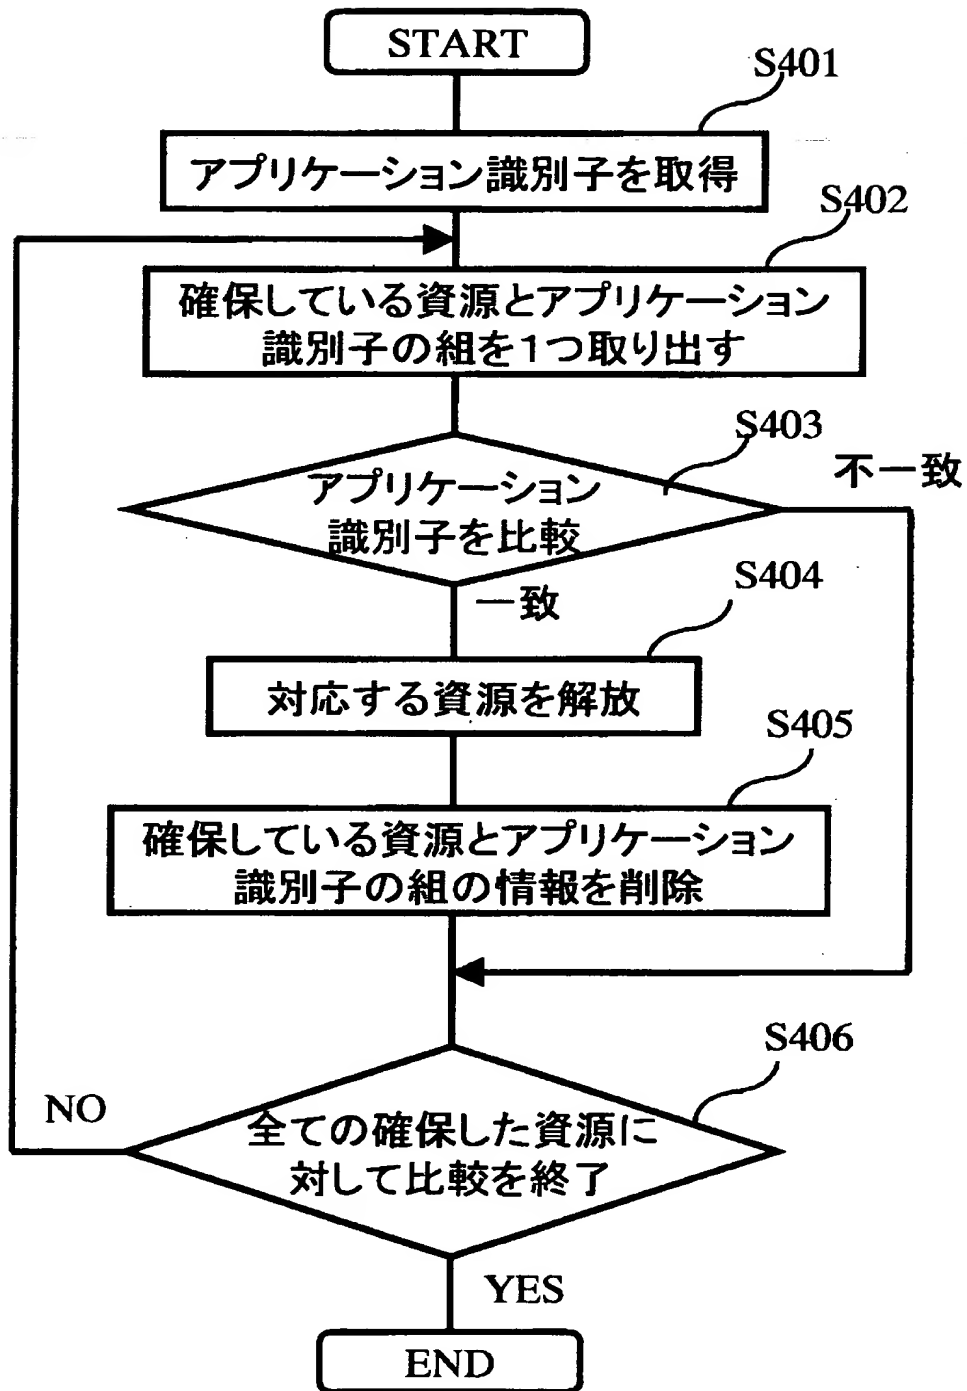 START
S401
アプリケーション識別子を取得
S402
確保している資源とアプリケーション
識別子の組を1つ取り出す
S403
不一致
アプリケーション
識別子を比較
一致
S404
対応する資源を解放
S405
確保している資源とアプリケーション
識別子の組の情報を削除
S406
NO
全ての確保した資源に
対して比較を終了
YES
END